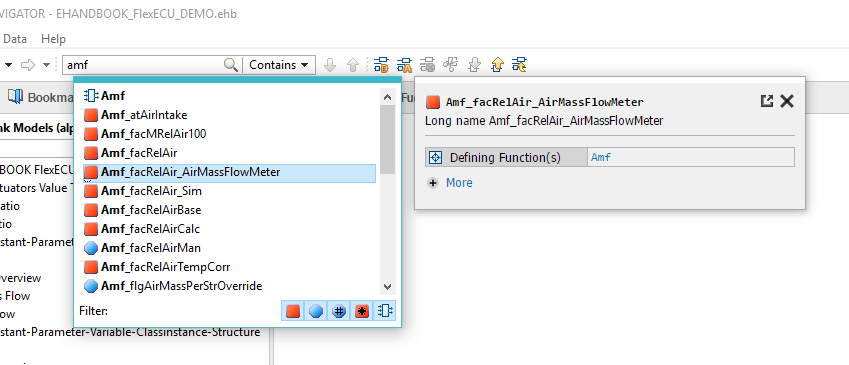 VIGATOR - EHANDBOOK_FlexECU_DEMO.ehb
Data Help
amf Contains
Bookma Fu
nk Models (alp
BOOK FlexECU
tuators Value T
atio
tio
stant-Paramet
verview
s Flow
ow
stant-Parameter-Variable-Classinstance-Structure
Amf
Amf_atAirIntake
Amf_facMRelAir100
Amf_facRelAir
Amf_facRelAir_AirMassFlowMeter
Amf_facRelAir_Sim
Amf_facRelAirBase
Amf_facRelAirCalc
Amf_facRelAirMan
Amf_facRelAirTempCorr
Amf_flgAirMassPerStrOverride
Filter:
Amf_facRelAir_AirMassFlowMeter
Long name Amf_facRelAir_AirMassFlowMeter
Defining Function(s) Amf
More